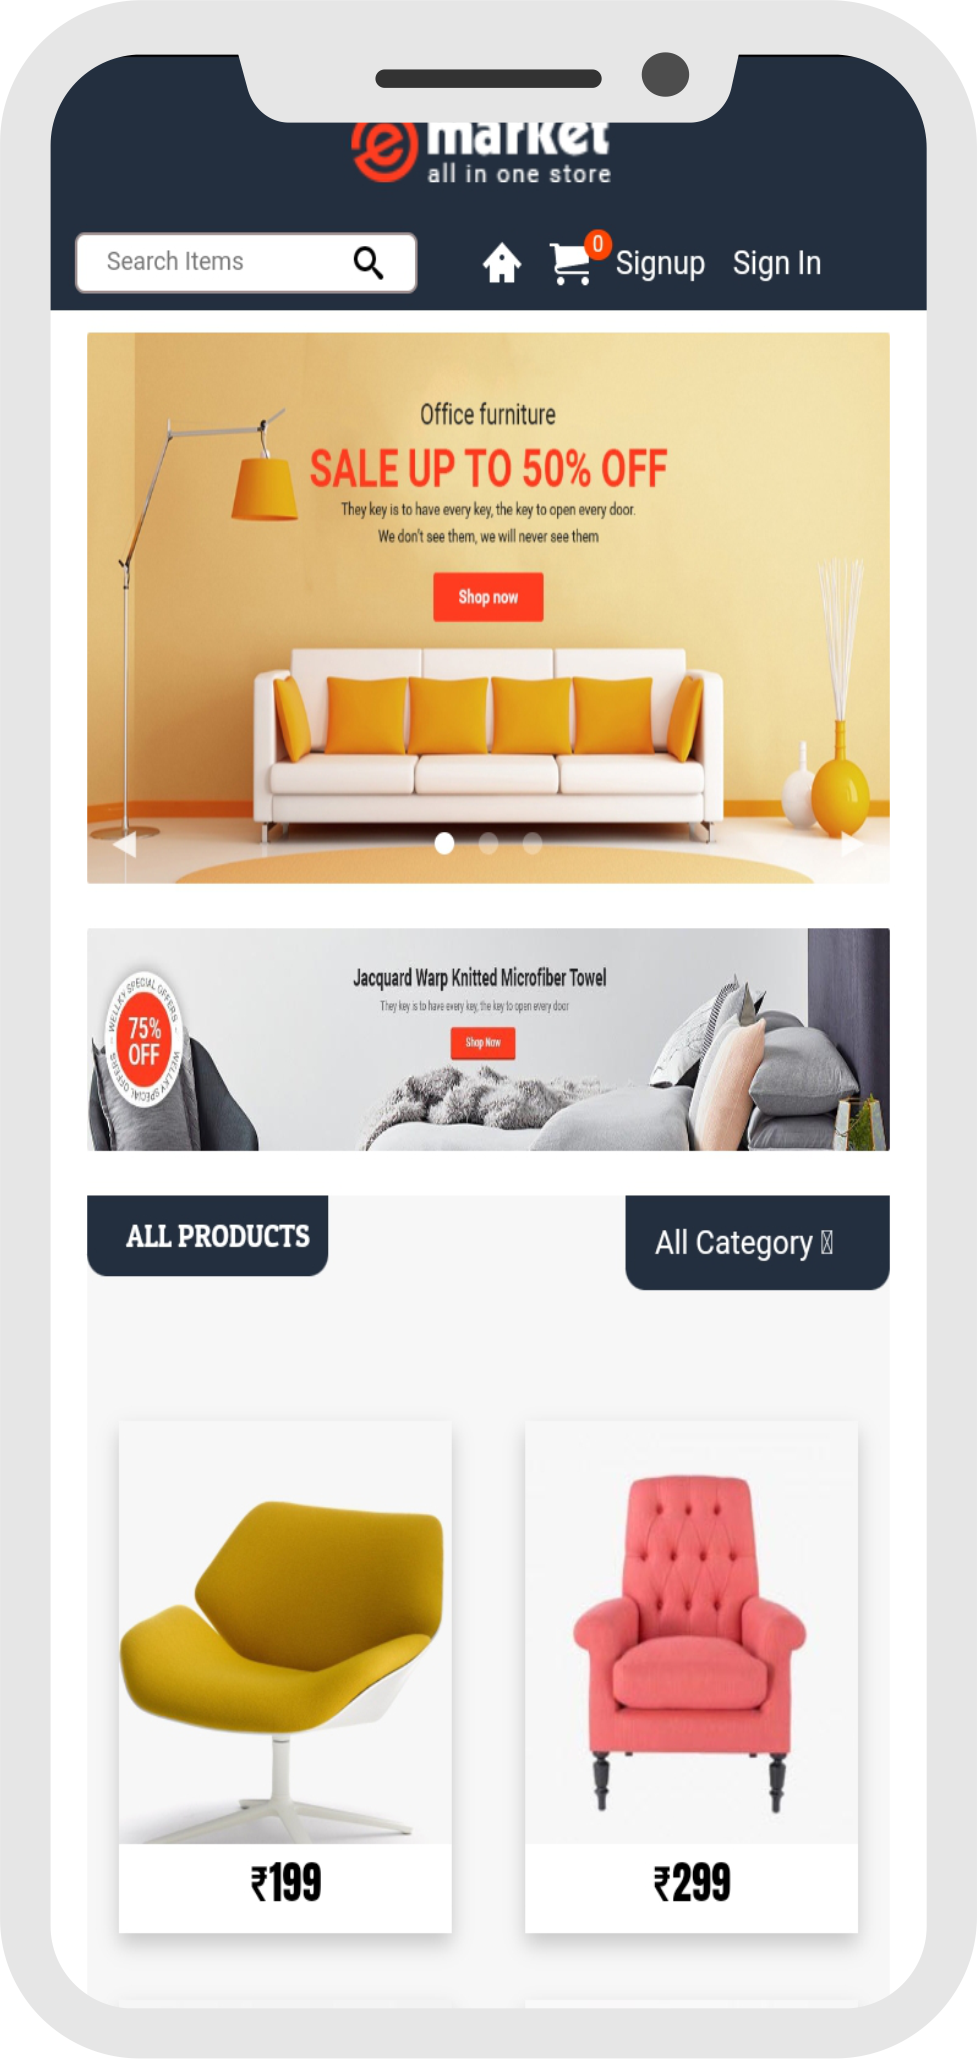 e market
all in one store
Search Items
0
Signup
Sign In
Office furniture
SALE UP TO 50% OFF
They key is to have every key, the key to open every door.
We don't see them, we will never see them
Shop now
WELLKY SPECIAL OFFERS - WELLKY SPECIAL OFFERS -
75%
OFF
Jacquard Warp Knitted Microfiber Towel
They key is to have every key, the key to open every door
Shop Now
ALL PRODUCTS
All Category
₹199
₹299